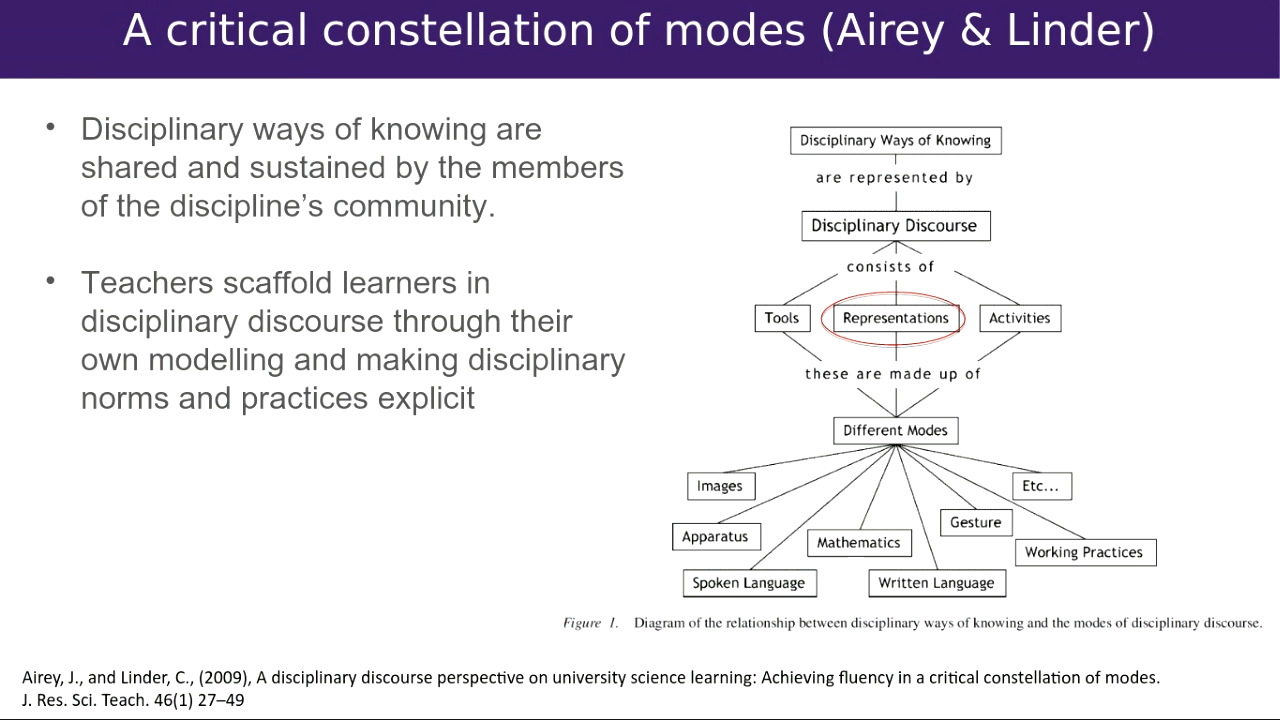 A critical constellation of modes (Airey & Linder)
• Disciplinary ways of knowing are
shared and sustained by the members
of the discipline’s community.
• Teachers scaffold learners in
disciplinary discourse through their
own modelling and making disciplinary
norms and practices explicit
Disciplinary Ways of Knowing
are represented by
Disciplinary Discourse
consists of
Tools
Representations
Activities
these are made up of
Different Modes
Images
Etc...
Apparatus
Mathematics
Gesture
Working Practices
Spoken Language
Written Language
Figure 1. Diagram of the relationship between disciplinary ways of knowing and the modes of disciplinary discourse.
Airey, J., and Linder, C., (2009), A disciplinary discourse perspective on university science learning: Achieving fluency in a critical constellation of modes.
J. Res. Sci. Teach. 46(1) 27–49